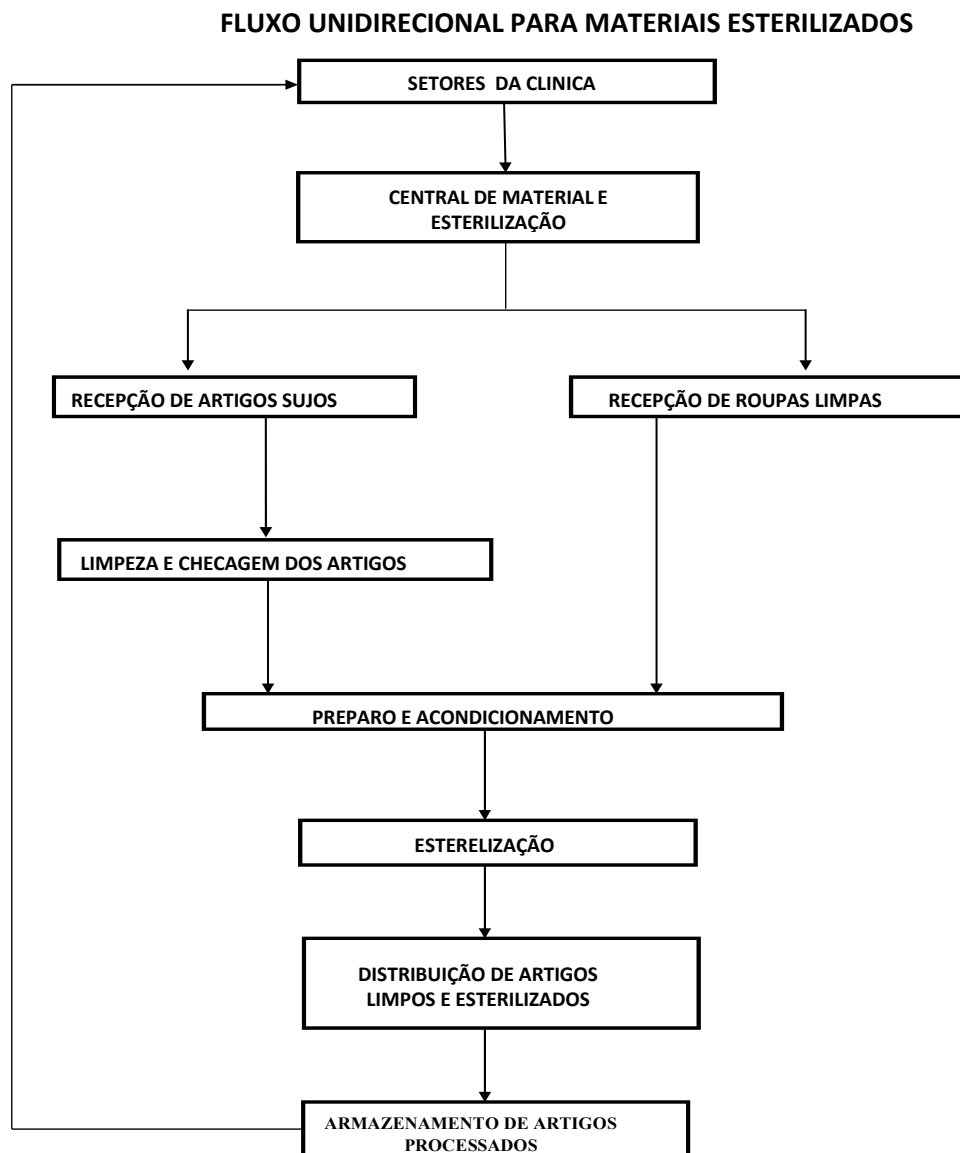 FLUXO UNIDIRECIONAL PARA MATERIAIS ESTERILIZADOS
SETORES DA CLINICA
CENTRAL DE MATERIAL E
ESTERILIZAÇÃO
RECEPÇÃO DE ARTIGOS SUJOS
RECEPÇÃO DE ROUPAS LIMPAS
LIMPEZA E CHECAGEM DOS ARTIGOS
PREPARO E ACONDICIONAMENTO
ESTERELIZAÇÃO
DISTRIBUIÇÃO DE ARTIGOS
LIMPOS E ESTERILIZADOS
ARMAZENAMENTO DE ARTIGOS
PROCESSADOS